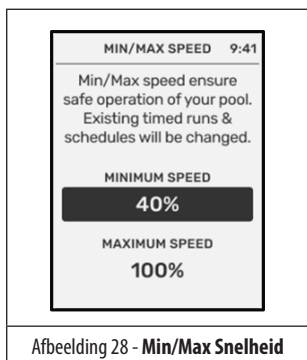 MIN/MAX SPEED 9:41
Min/Max speed ensure
safe operation of your pool.
Existing timed runs &
schedules will be changed.
MINIMUM SPEED
40%
MAXIMUM SPEED
100%
Afbeelding 28 - Min/Max Snelheid